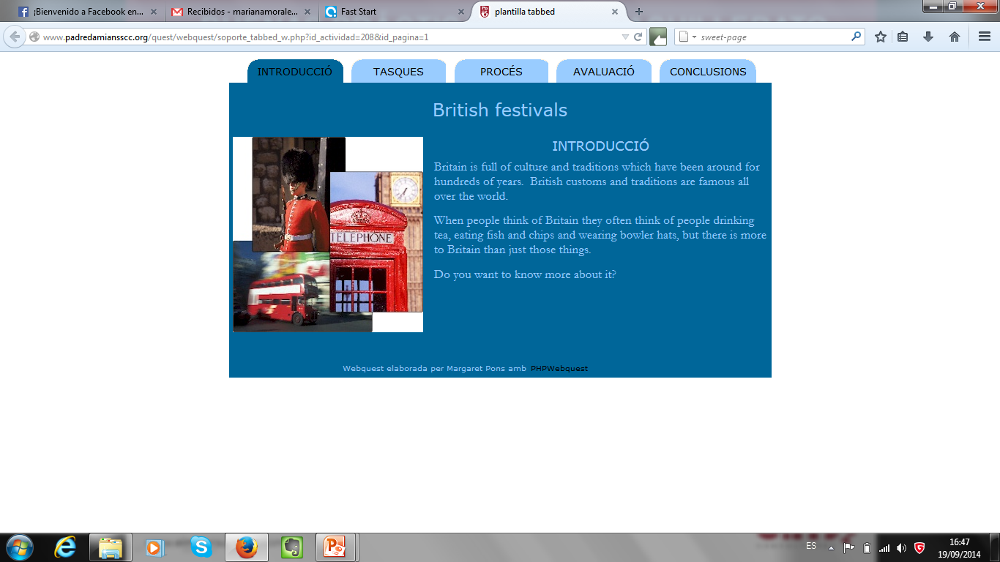 ¡Bienvenido a Facebook en...
Recibidos - marianamorale...
Fast Start
plantilla tabbed
www.padredamiansscc.org/quest/webquest/soporte_tabbed_w.php?id_actividad=208&id_pagina=1
sweet-page
INTRODUCCIÓ
TASQUES
PROCÉS
AVALUACIÓ
CONCLUSIONS
British festivals
TELEPHONE
INTRODUCCIÓ
Britain is full of culture and traditions which have been around for
hundreds of years.  British customs and traditions are famous all
over the world.
When people think of Britain they often think of people drinking
tea, eating fish and chips and wearing bowler hats, but there is more
to Britain than just those things.
Do you want to know more about it?
Webquest elaborada per Margaret Pons amb PHPWebquest
ES
16:47
19/09/2014